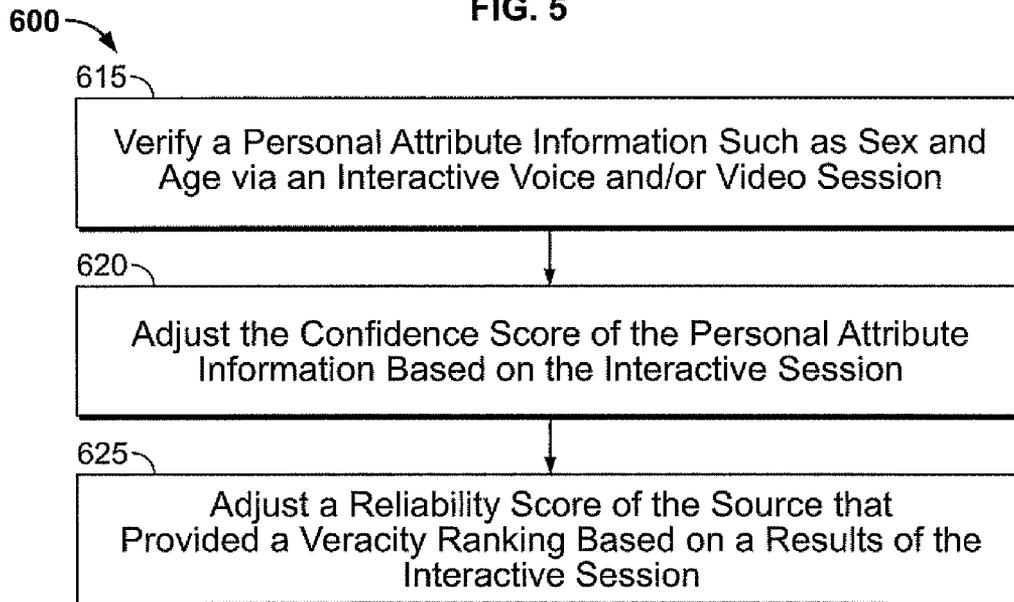 FIG. 5
600
615
Verify a Personal Attribute Information Such as Sex and
Age via an Interactive Voice and/or Video Session
620
Adjust the Confidence Score of the Personal Attribute
Information Based on the Interactive Session
625
Adjust a Reliability Score of the Source that
Provided a Veracity Ranking Based on a Results of the
Interactive Session